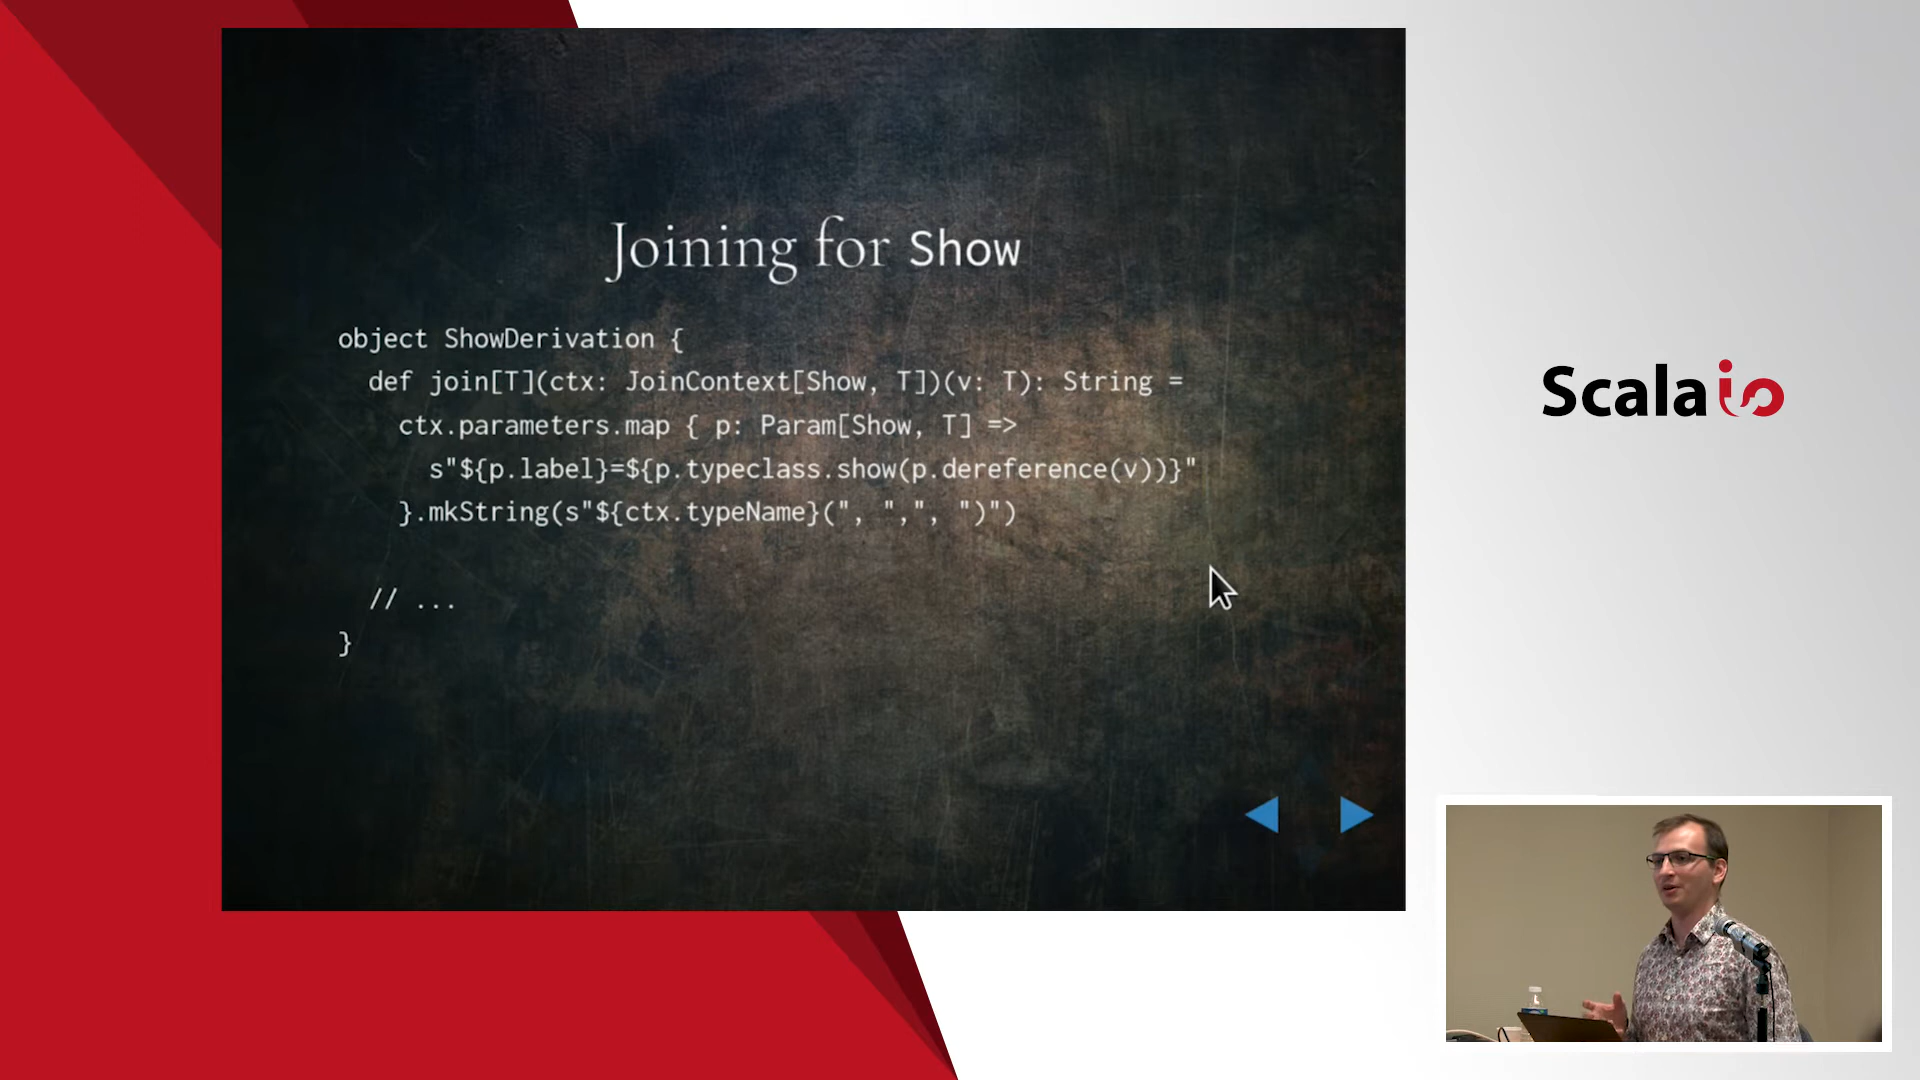 Joining for Show
object ShowDerivation {
  def join[T](ctx: JoinContext[Show, T])(v: T): String =
    ctx.parameters.map { p: Param[Show, T] =>
      s"${p.label}=${p.typeclass.show(p.dereference(v))}"
    }.mkString(s"${ctx.typeName}(", ",", ")")
  // ...
}
Scala io